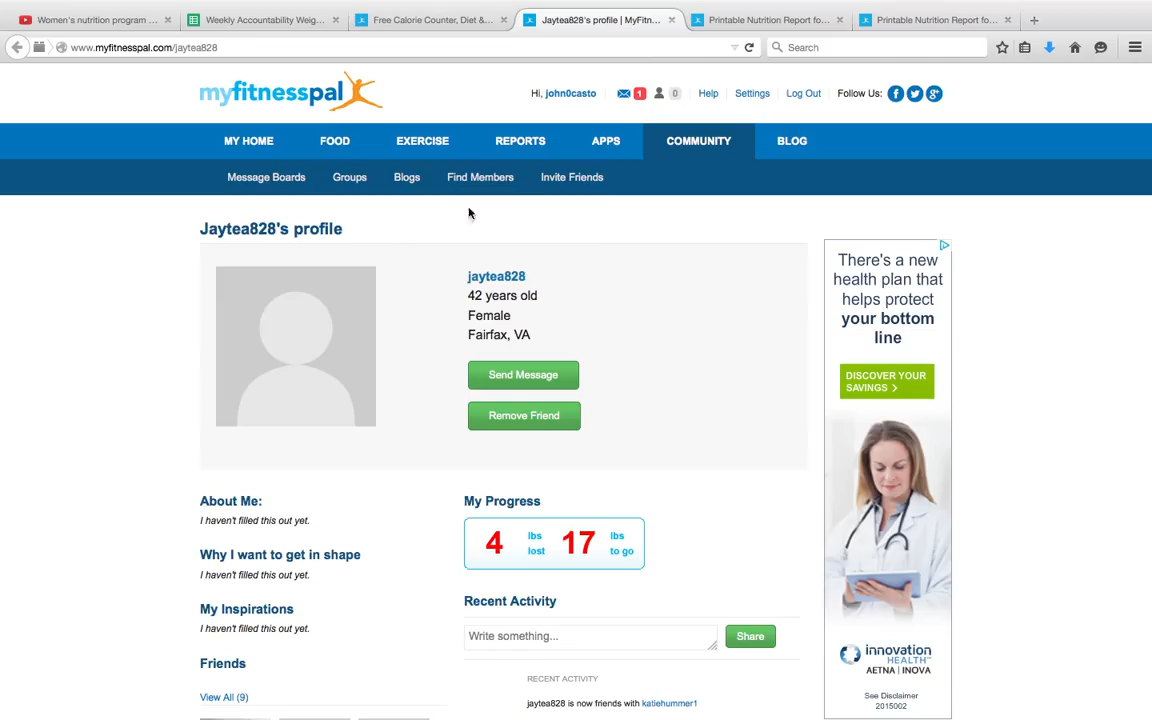 Women's nutrition program ...
Weekly Accountability Weig...
Free Calorie Counter, Diet &...
Jaytea828's profile | MyFitn...
Printable Nutrition Report fo...
Printable Nutrition Report fo...
www.myfitnesspal.com/jaytea828
Search
myfitnesspal
Hi, john0casto
1
0
Help
Settings
Log Out
Follow Us:
MY HOME
FOOD
EXERCISE
REPORTS
APPS
COMMUNITY
BLOG
Message Boards
Groups
Blogs
Find Members
Invite Friends
Jaytea828's profile
jaytea828
42 years old
Female
Fairfax, VA
Send Message
Remove Friend
About Me:
I haven't filled this out yet.
Why I want to get in shape
I haven't filled this out yet.
My Inspirations
I haven't filled this out yet.
Friends
View All (9)
My Progress
4 lbs lost 17 lbs to go
Recent Activity
Write something...
Share
RECENT ACTIVITY
jaytea828 is now friends with katiehummer1
There's a new
health plan that
helps protect
your bottom
line
DISCOVER YOUR
SAVINGS >
innovation
HEALTH™
AETNA | INOVA
See Disclaimer
2015002